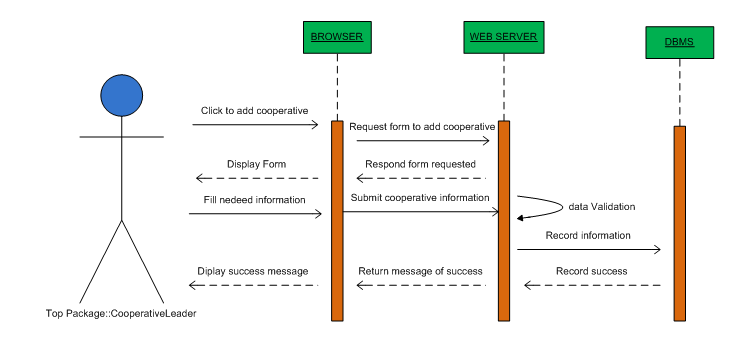 BROWSER
WEB SERVER
DBMS
Click to add cooperative
Request form to add cooperative
Display Form
Respond form requested
Fill nedeed information
Submit cooperative information
data Validation
Record information
Diplay success message
Return message of success
Record success
Top Package::CooperativeLeader